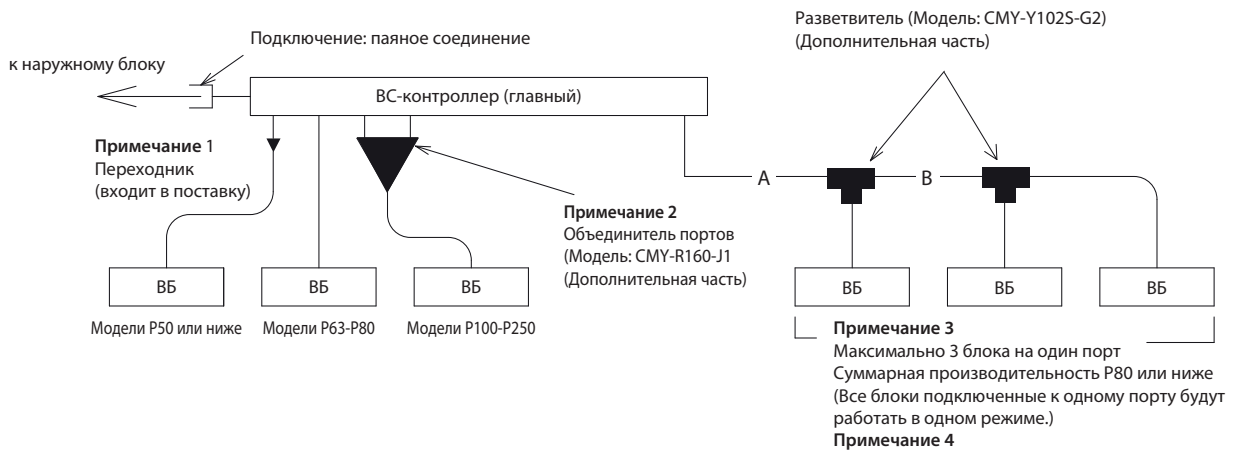 Разветвитель (Модель: CMY-Y102S-G2)
(Дополнительная часть)
Подключение: паяное соединение
к наружному блоку
ВС-контроллер (главный)
Примечание 1
Переходник
(входит в поставку)
A
B
Примечание 2
Объединитель портов
(Модель: CMY-R160-J1
(Дополнительная часть)
ВБ
ВБ
ВБ
ВБ
ВБ
ВБ
Модели P50 или ниже
Модели P63-P80
Модели P100-P250
Примечание 3
Максимально 3 блока на один порт
Суммарная производительность P80 или ниже
(Все блоки подключенные к одному порту будут
работать в одном режиме.)
Примечание 4